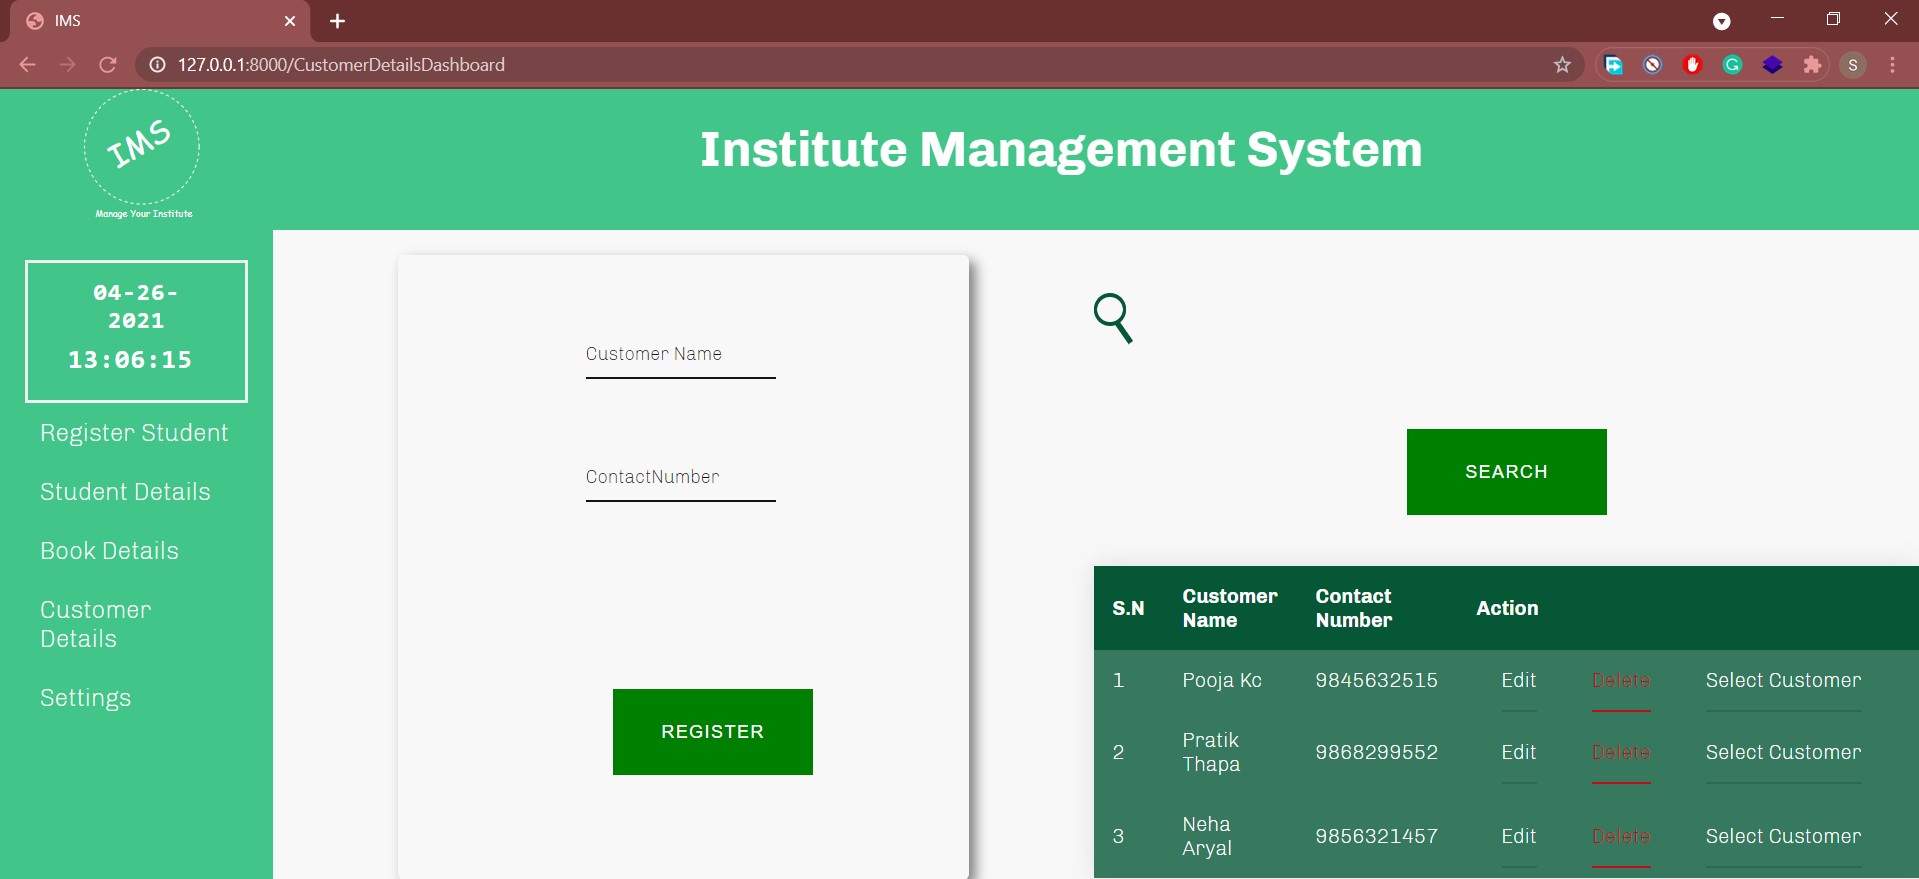 IMS
127.0.0.1:8000/CustomerDetailsDashboard
S
IMS
Manage Your Institute
Institute Management System
04-26-
2021
13:06:15
Register Student
Student Details
Book Details
Customer
Details
Settings
Customer Name
ContactNumber
REGISTER
SEARCH
S.N Customer Name Contact Number Action
1 Pooja Kc 9845632515 Edit Delete Select Customer
2 Pratik Thapa 9868299552 Edit Delete Select Customer
3 Neha Aryal 9856321457 Edit Delete Select Customer